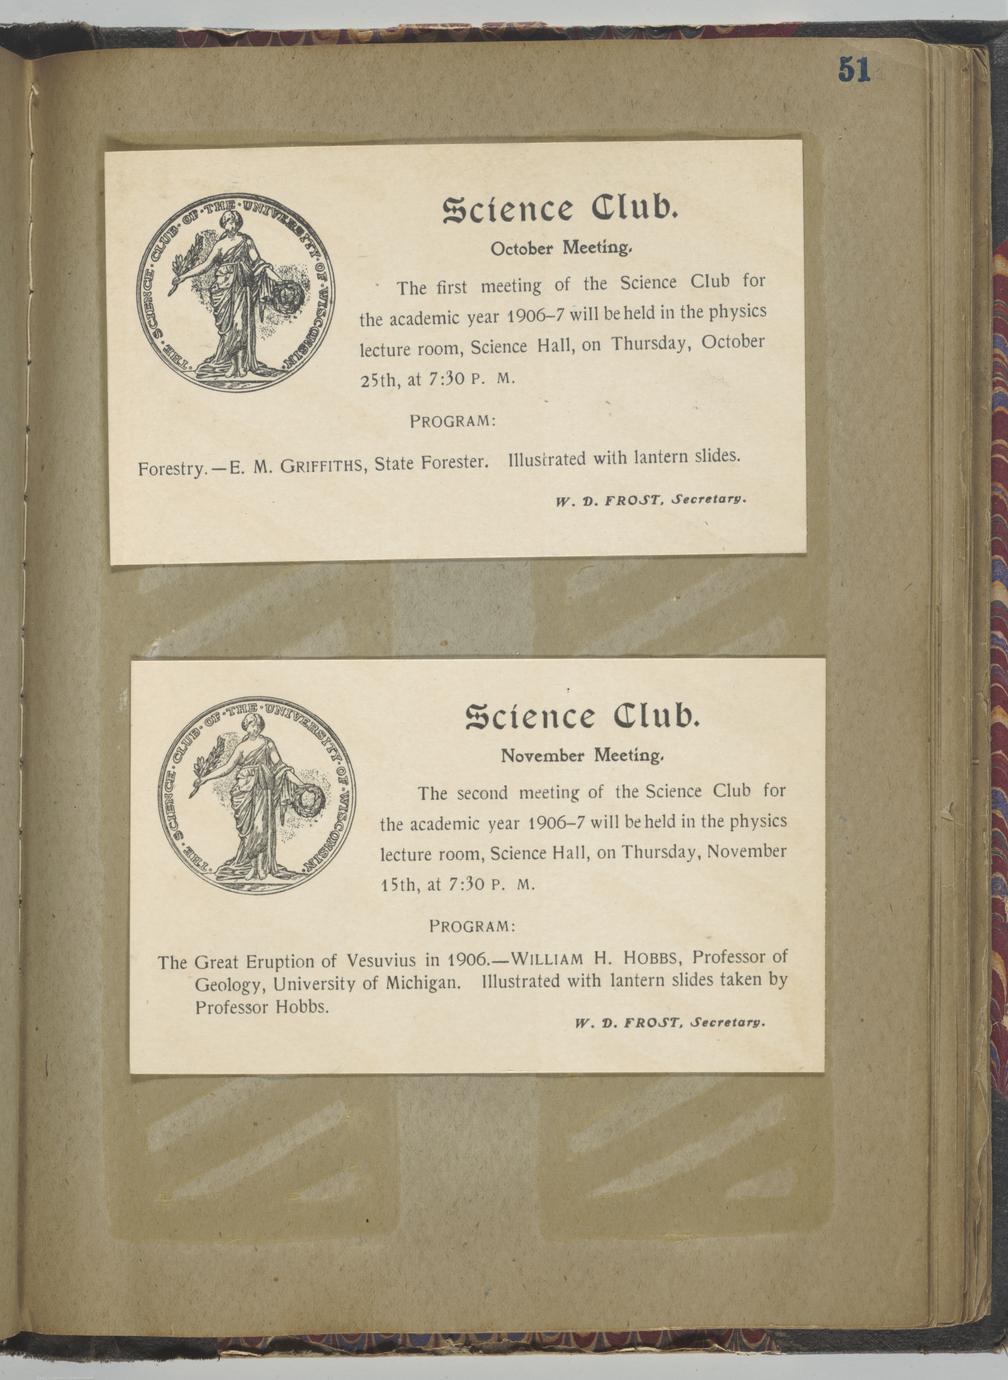 51
THE · SCIENCE · CLUB · OF · THE · UNIVERSITY · OF · WISCONSIN ·
Science Club.
October Meeting.
The first meeting of the Science Club for
the academic year 1906–7 will be held in the physics
lecture room, Science Hall, on Thursday, October
25th, at 7:30 P. M.
PROGRAM:
Forestry.—E. M. GRIFFITHS, State Forester. Illustrated with lantern slides.
W. D. FROST, Secretary.
THE · SCIENCE · CLUB · OF · THE · UNIVERSITY · OF · WISCONSIN ·
Science Club.
November Meeting.
The second meeting of the Science Club for
the academic year 1906–7 will be held in the physics
lecture room, Science Hall, on Thursday, November
15th, at 7:30 P. M.
PROGRAM:
The Great Eruption of Vesuvius in 1906.—WILLIAM H. HOBBS, Professor of
Geology, University of Michigan. Illustrated with lantern slides taken by
Professor Hobbs.
W. D. FROST, Secretary.